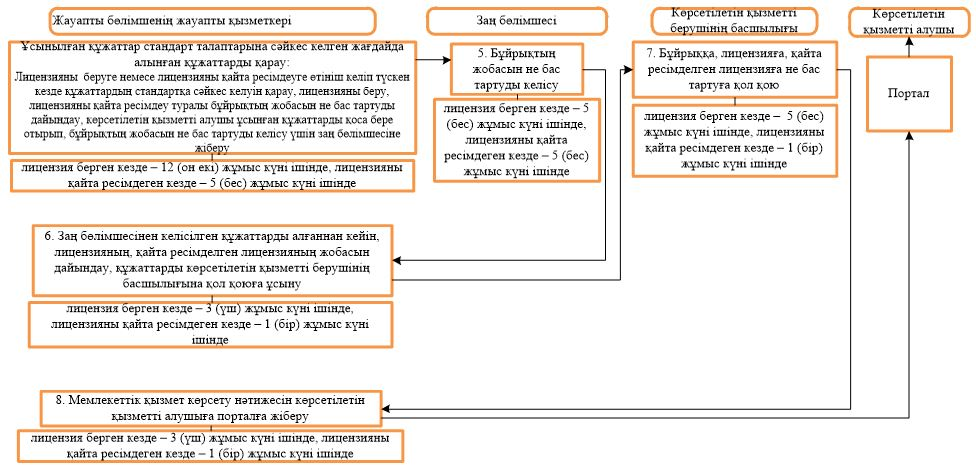 Жауапты бөлімшенің жауапты қызметкері
Заң бөлімшесі
Көрсетілетін қызметті
берушінің басшылығы
Көрсетілетін
қызметті алушы
Ұсынылған құжаттар стандарт талаптарына сәйкес келген жағдайда
алынған құжаттарды қарау:
Лицензияны беруге немесе лицензияны қайта ресімдеуге өтініш келіп түскен
кезде құжаттардың стандартқа сәйкес келуін қарау, лицензияны беру,
лицензияны қайта ресімдеу туралы бұйрықтың жобасын не бас тартуды
дайындау, көрсетілетін қызметті алушы ұсынған құжаттарды қоса бере
отырып, бұйрықтың жобасын не бас тартуды келісу үшін заң бөлімшесіне
жіберу
лицензия берген кезде – 12 (он екі) жұмыс күні ішінде, лицензияны
қайта ресімдеген кезде – 5 (бес) жұмыс күні ішінде
5. Бұйрықтың
жобасын не бас
тартуды келісу
лицензия берген кезде – 5
(бес) жұмыс күні ішінде,
лицензияны қайта
ресімдеген кезде – 5 (бес)
жұмыс күні ішінде
7. Бұйрыққа, лицензияға, қайта
ресімделген лицензияға не бас
тартуға қол қою
лицензия берген кезде – 5 (бес)
жұмыс күні ішінде, лицензияны
қайта ресімдеген кезде – 1 (бір)
жұмыс күні ішінде
Портал
6. Заң бөлімшесінен келісілген құжаттарды алғаннан кейін,
лицензияның, қайта ресімделген лицензияның жобасын
дайындау, құжаттарды көрсетілетін қызметті берушінің
басшылығына қол қоюға ұсыну
лицензия берген кезде – 3 (үш) жұмыс күні ішінде,
лицензияны қайта ресімдеген кезде – 1 (бір) жұмыс күні
ішінде
8. Мемлекеттік қызмет көрсету нәтижесін көрсетілетін
қызметті алушыға порталға жіберу
лицензия берген кезде – 3 (үш) жұмыс күні ішінде, лицензияны
қайта ресімдеген кезде – 1 (бір) жұмыс күні ішінде